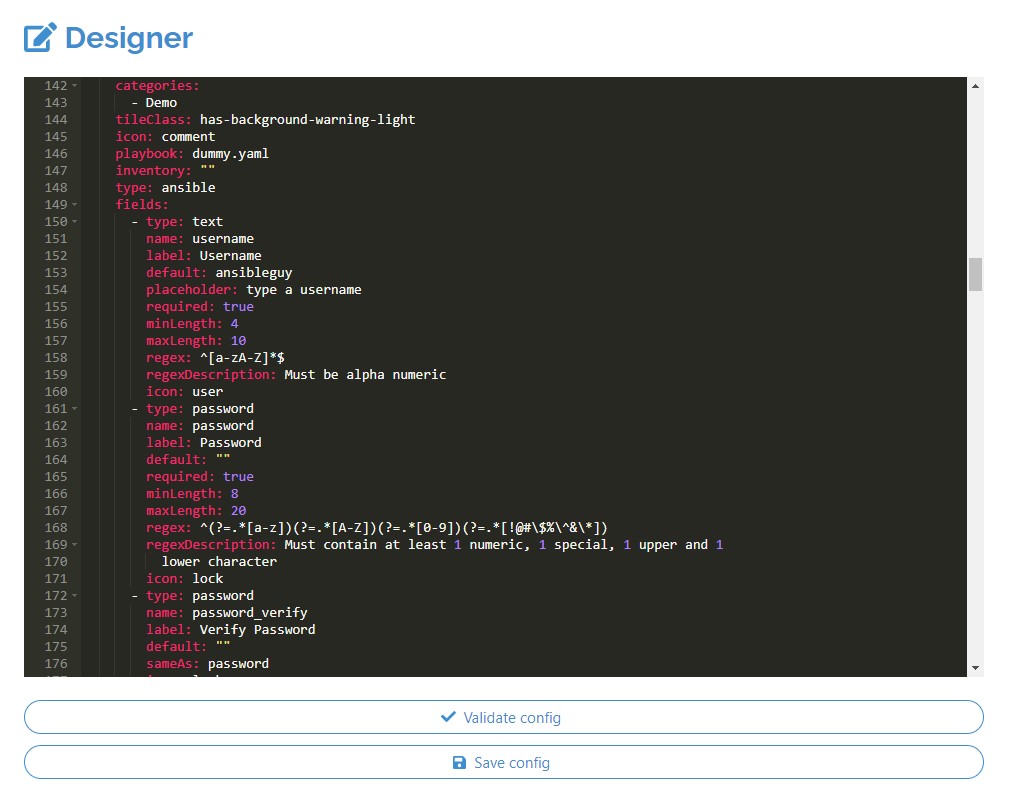 Designer
142 categories:
143 - Demo
144 tileClass: has-background-warning-light
145 icon: comment
146 playbook: dummy.yaml
147 inventory: ""
148 type: ansible
149 fields:
150 - type: text
151 name: username
152 label: Username
153 default: ansibleguy
154 placeholder: type a username
155 required: true
156 minLength: 4
157 maxLength: 10
158 regex: ^[a-zA-Z]*$
159 regexDescription: Must be alpha numeric
160 icon: user
161 - type: password
162 name: password
163 label: Password
164 default: ""
165 required: true
166 minLength: 8
167 maxLength: 20
168 regex: ^(?=.*[a-z])(?=.*[A-Z])(?=.*[0-9])(?=.*[!@#\$%\^&\*])
169 regexDescription: Must contain at least 1 numeric, 1 special, 1 upper and 1
170 lower character
171 icon: lock
172 - type: password
173 name: password_verify
174 label: Verify Password
175 default: ""
176 sameAs: password
Validate config
Save config